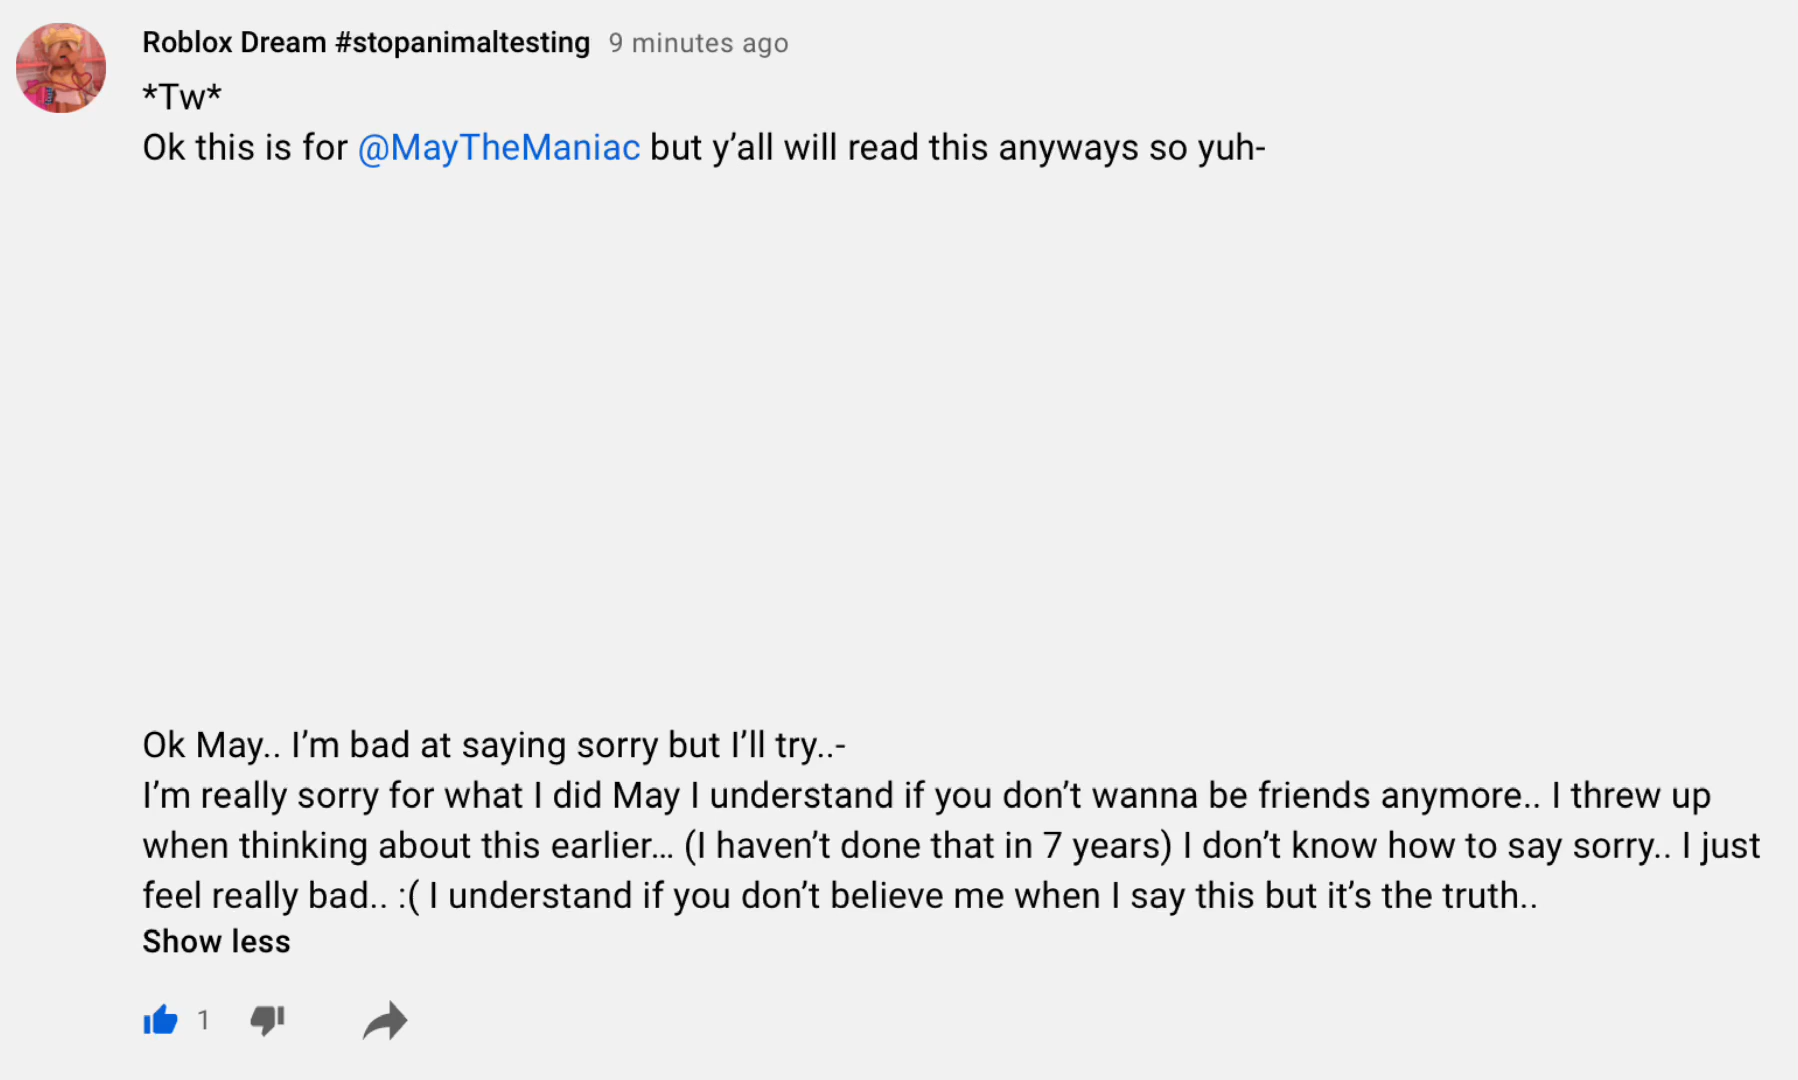 Roblox Dream #stopanimaltesting 9 minutes ago
*Tw*
Ok this is for @MayTheManiac but y’all will read this anyways so yuh-
Ok May.. I’m bad at saying sorry but I’ll try..-
I’m really sorry for what I did May I understand if you don’t wanna be friends anymore.. I threw up
when thinking about this earlier... (I haven’t done that in 7 years) I don’t know how to say sorry.. I just
feel really bad.. :( I understand if you don’t believe me when I say this but it’s the truth..
Show less
1